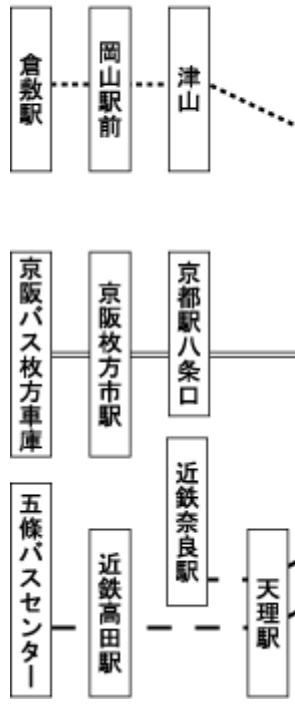 倉敷駅
岡山駅前
津山
京阪バス枚方車庫
京阪枚方市駅
京都駅八条口
近鉄奈良駅
五條バスセンター
近鉄高田駅
天理駅